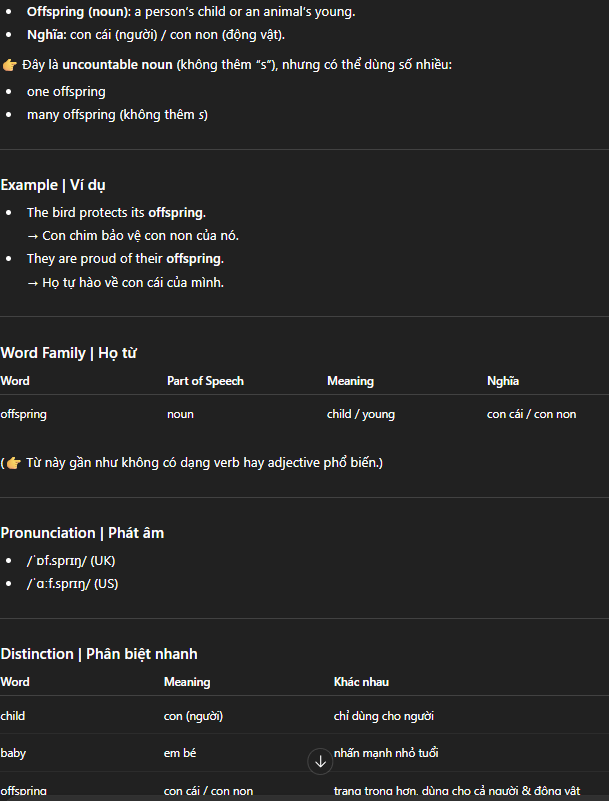 Offspring (noun): a person's child or an animal's young.
Nghĩa: con cái (người) / con non (động vật).
👉 Đây là uncountable noun (không thêm "s"), nhưng có thể dùng số nhiều:
one offspring
many offspring (không thêm s)
Example | Ví dụ
The bird protects its offspring.
→ Con chim bảo vệ con non của nó.
They are proud of their offspring.
→ Họ tự hào về con cái của mình.
Word Family | Họ từ
Word Part of Speech Meaning Nghĩa
offspring noun child / young con cái / con non
(👉 Từ này gần như không có dạng verb hay adjective phổ biến.)
Pronunciation | Phát âm
/ˈɒf.sprɪŋ/ (UK)
/ˈɑːf.sprɪŋ/ (US)
Distinction | Phân biệt nhanh
Word Meaning Khác nhau
child con (người) chỉ dùng cho người
baby em bé nhấn mạnh nhỏ tuổi
offspring con cái / con non trang trọng hơn, dùng cho cả người & động vật